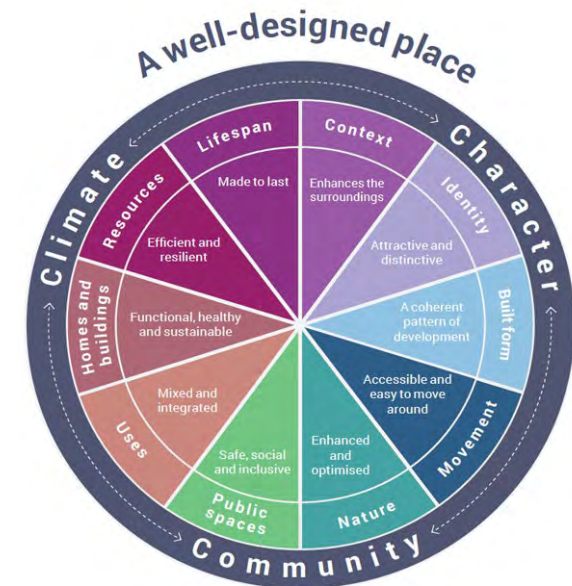 A well-designed place
Climate
Character
Community
Context
Enhances the
surroundings
Identity
Attractive and
distinctive
Built form
A coherent
pattern of
development
Movement
Accessible and
easy to move
around
Nature
Enhanced
and
optimised
Public
spaces
Safe, social
and inclusive
Uses
Mixed and
integrated
Homes and
buildings
Functional, healthy
and sustainable
Resources
Efficient and
resilient
Lifespan
Made to last